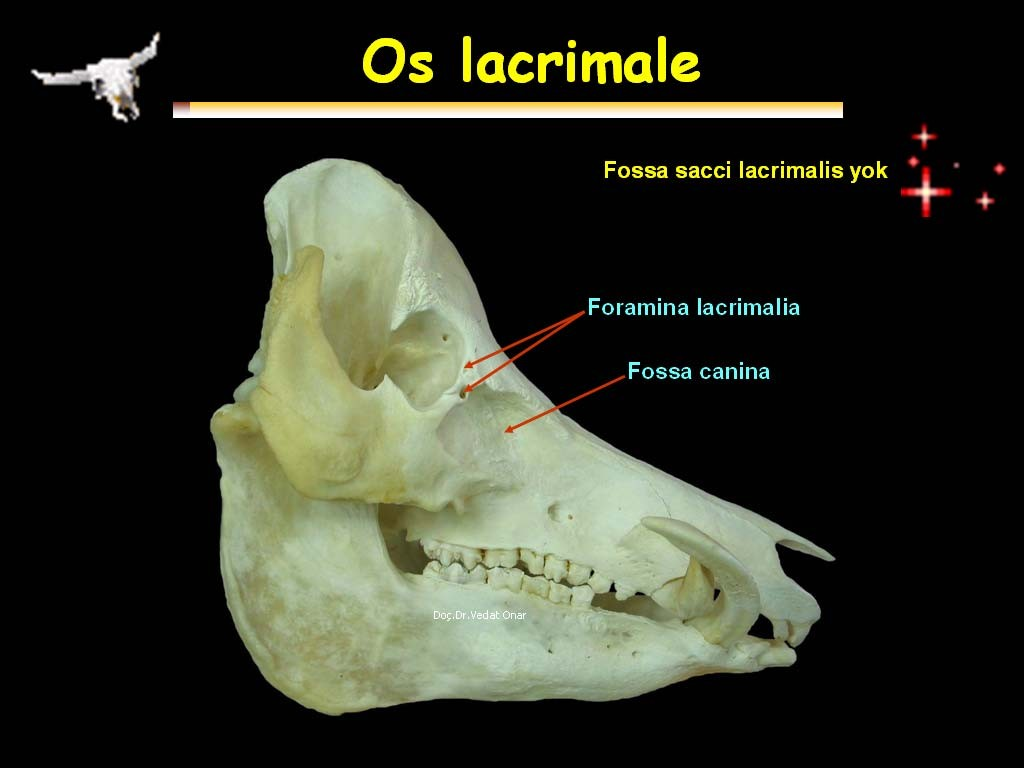 Os lacrimale
Fossa sacci lacrimalis yok
Foramina lacrimalia
Fossa canina
Doç.Dr.Vedat Onar